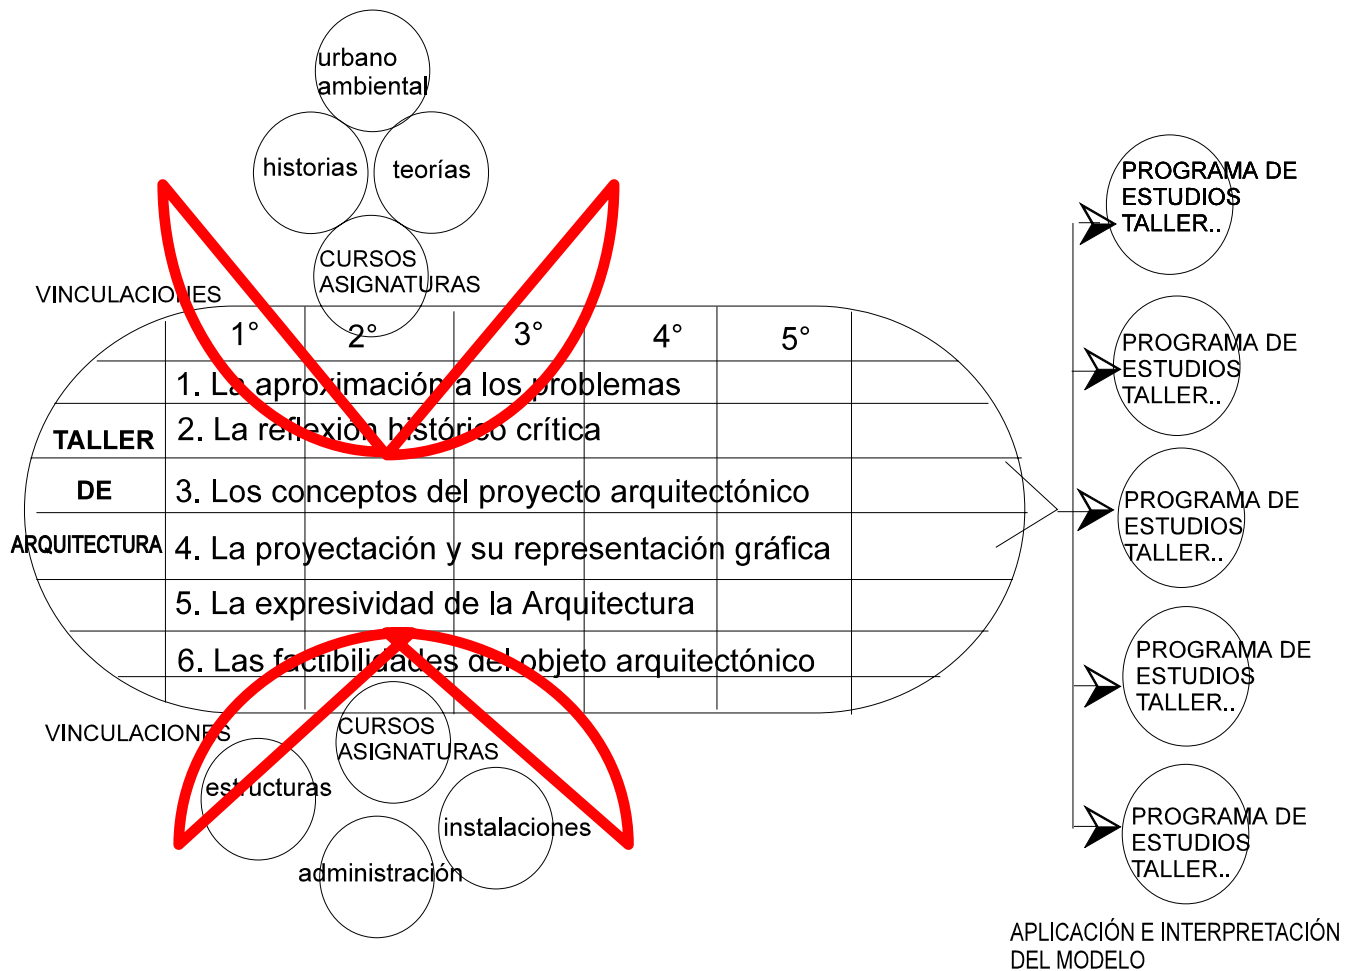 urbano
ambiental
historias
teorías
CURSOS
ASIGNATURAS
VINCULACIONES
1° 2° 3° 4° 5°
1. La aproximación a los problemas
2. La reflexión histórico crítica
3. Los conceptos del proyecto arquitectónico
4. La proyectación y su representación gráfica
5. La expresividad de la Arquitectura
6. Las factibilidades del objeto arquitectónico
TALLER
DE
ARQUITECTURA
VINCULACIONES
CURSOS
ASIGNATURAS
estructuras
instalaciones
administración
PROGRAMA DE
ESTUDIOS
TALLER..
PROGRAMA DE
ESTUDIOS
TALLER..
PROGRAMA DE
ESTUDIOS
TALLER..
PROGRAMA DE
ESTUDIOS
TALLER..
PROGRAMA DE
ESTUDIOS
TALLER..
APLICACIÓN E INTERPRETACIÓN
DEL MODELO